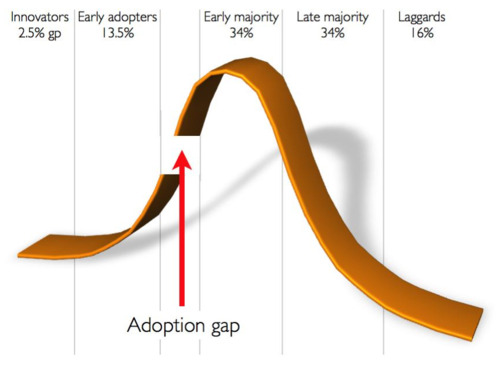 Innovators
2.5% gp
Early adopters
13.5%
Early majority
34%
Late majority
34%
Laggards
16%
Adoption gap